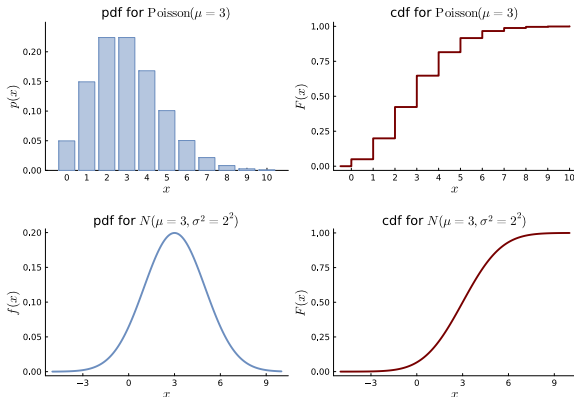 pdf for Poisson(μ = 3)
0.20
0.15
0.10
0.05
0.00
p(x)
0 1 2 3 4 5 6 7 8 9 10
x
cdf for Poisson(μ = 3)
1.00
0.75
0.50
0.25
0.00
F(x)
0 1 2 3 4 5 6 7 8 9 10
x
pdf for N(μ = 3, σ² = 2²)
0.20
0.15
0.10
0.05
0.00
f(x)
−3 0 3 6 9
x
cdf for N(μ = 3, σ² = 2²)
1,00
0,75
0,50
0,25
0,00
F(x)
−3 0 3 6 9
x